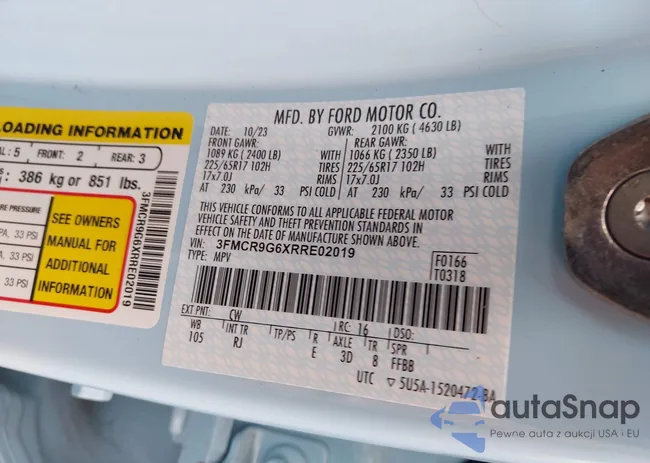 LOADING INFORMATION
AL: 5 FRONT: 2 REAR: 3
386 kg or 851 lbs.
E PRESSURE
PA, 33 PSI
PA, 33 PSI
33 PSI
SEE OWNERS
MANUAL FOR
ADDITIONAL
INFORMATION
3FMCR9G6XRRE02019
MFD. BY FORD MOTOR CO.
DATE: 10/23 GVWR: 2100 KG ( 4630 LB)
FRONT GAWR: REAR GAWR:
1089 KG ( 2400 LB) 1066 KG ( 2350 LB)
225/65R17 102H TIRES 225/65R17 102H TIRES
17x7.0J RIMS 17x7.0J RIMS
AT 230 kPa/ 33 PSI COLD AT 230 kPa/ 33 PSI COLD
THIS VEHICLE CONFORMS TO ALL APPLICABLE FEDERAL MOTOR
VEHICLE SAFETY AND THEFT PREVENTION STANDARDS IN
EFFECT ON THE DATE OF MANUFACTURE SHOWN ABOVE.
VIN: 3FMCR9G6XRRE02019
TYPE: MPV
F0166
T0318
EXT PNT: CW RC: 16 DSO:
WB INT TR TP/PS R AXLE TR SPR
105 RJ E 3D 8 FFBB
UTC ▽ 5U5A-1520472-BA
autaSnap
Pewne auta z aukcji USA i EU